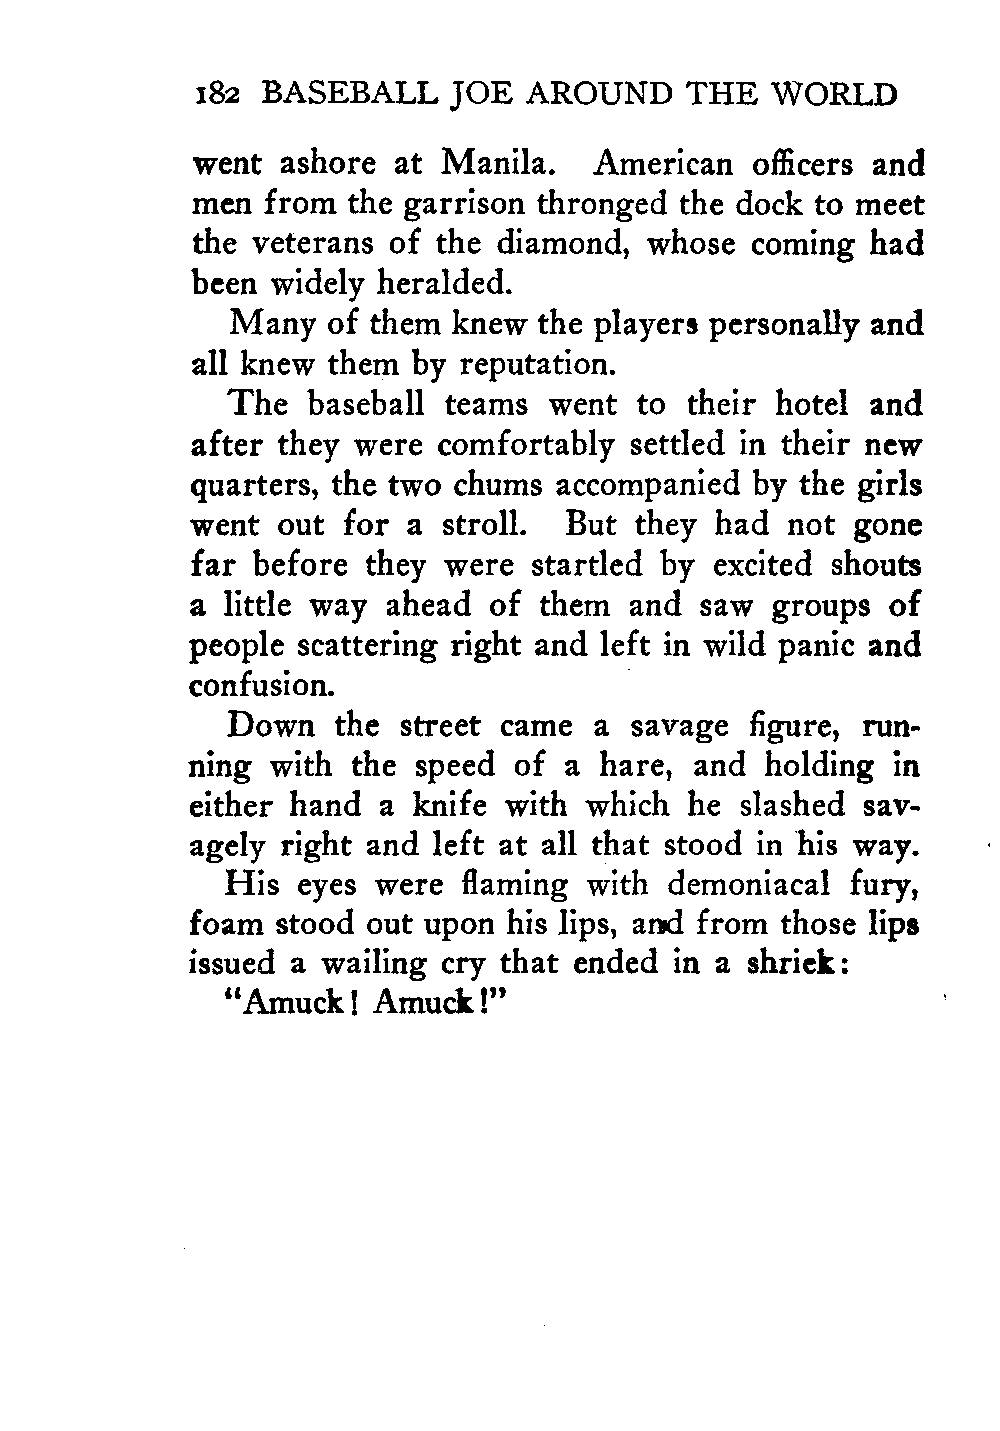 182 BASEBALL JOE AROUND THE WORLD
went ashore at Manila. American officers and
men from the garrison thronged the dock to meet
the veterans of the diamond, whose coming had
been widely heralded.
Many of them knew the players personally and
all knew them by reputation.
The baseball teams went to their hotel and
after they were comfortably settled in their new
quarters, the two chums accompanied by the girls
went out for a stroll. But they had not gone
far before they were startled by excited shouts
a little way ahead of them and saw groups of
people scattering right and left in wild panic and
confusion.
Down the street came a savage figure, run-
ning with the speed of a hare, and holding in
either hand a knife with which he slashed sav-
agely right and left at all that stood in his way.
His eyes were flaming with demoniacal fury,
foam stood out upon his lips, and from those lips
issued a wailing cry that ended in a shriek:
"Amuck! Amuck!"